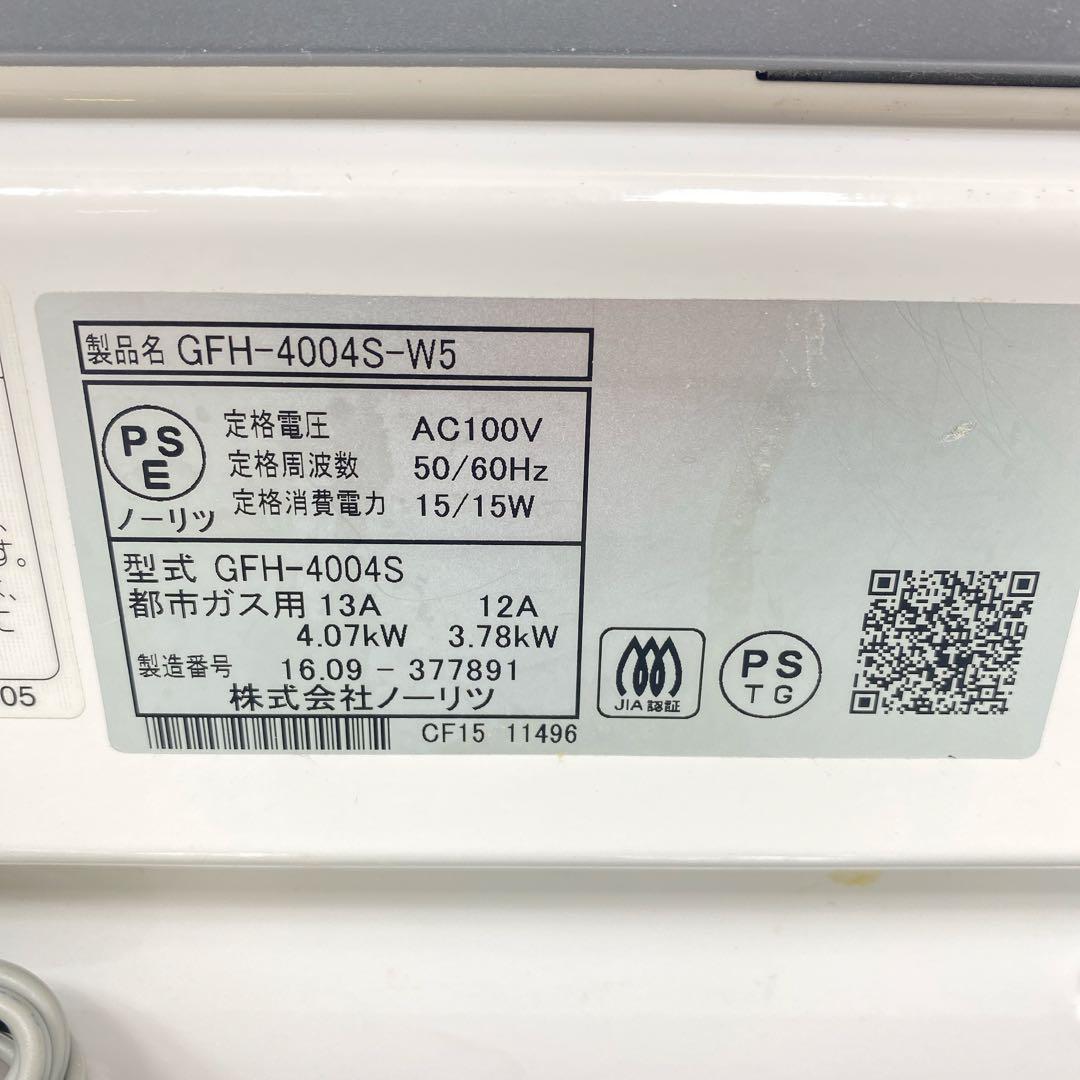 製品名 GFH-4004S-W5
PS
E
ノーリツ
定格電圧 AC100V
定格周波数 50/60Hz
定格消費電力 15/15W
型式 GFH-4004S
都市ガス用 13A 12A
4.07kW 3.78kW
製造番号 16.09-377891
株式会社ノーリツ
CF15 11496
JIA 認証
PS
TG
す。
05